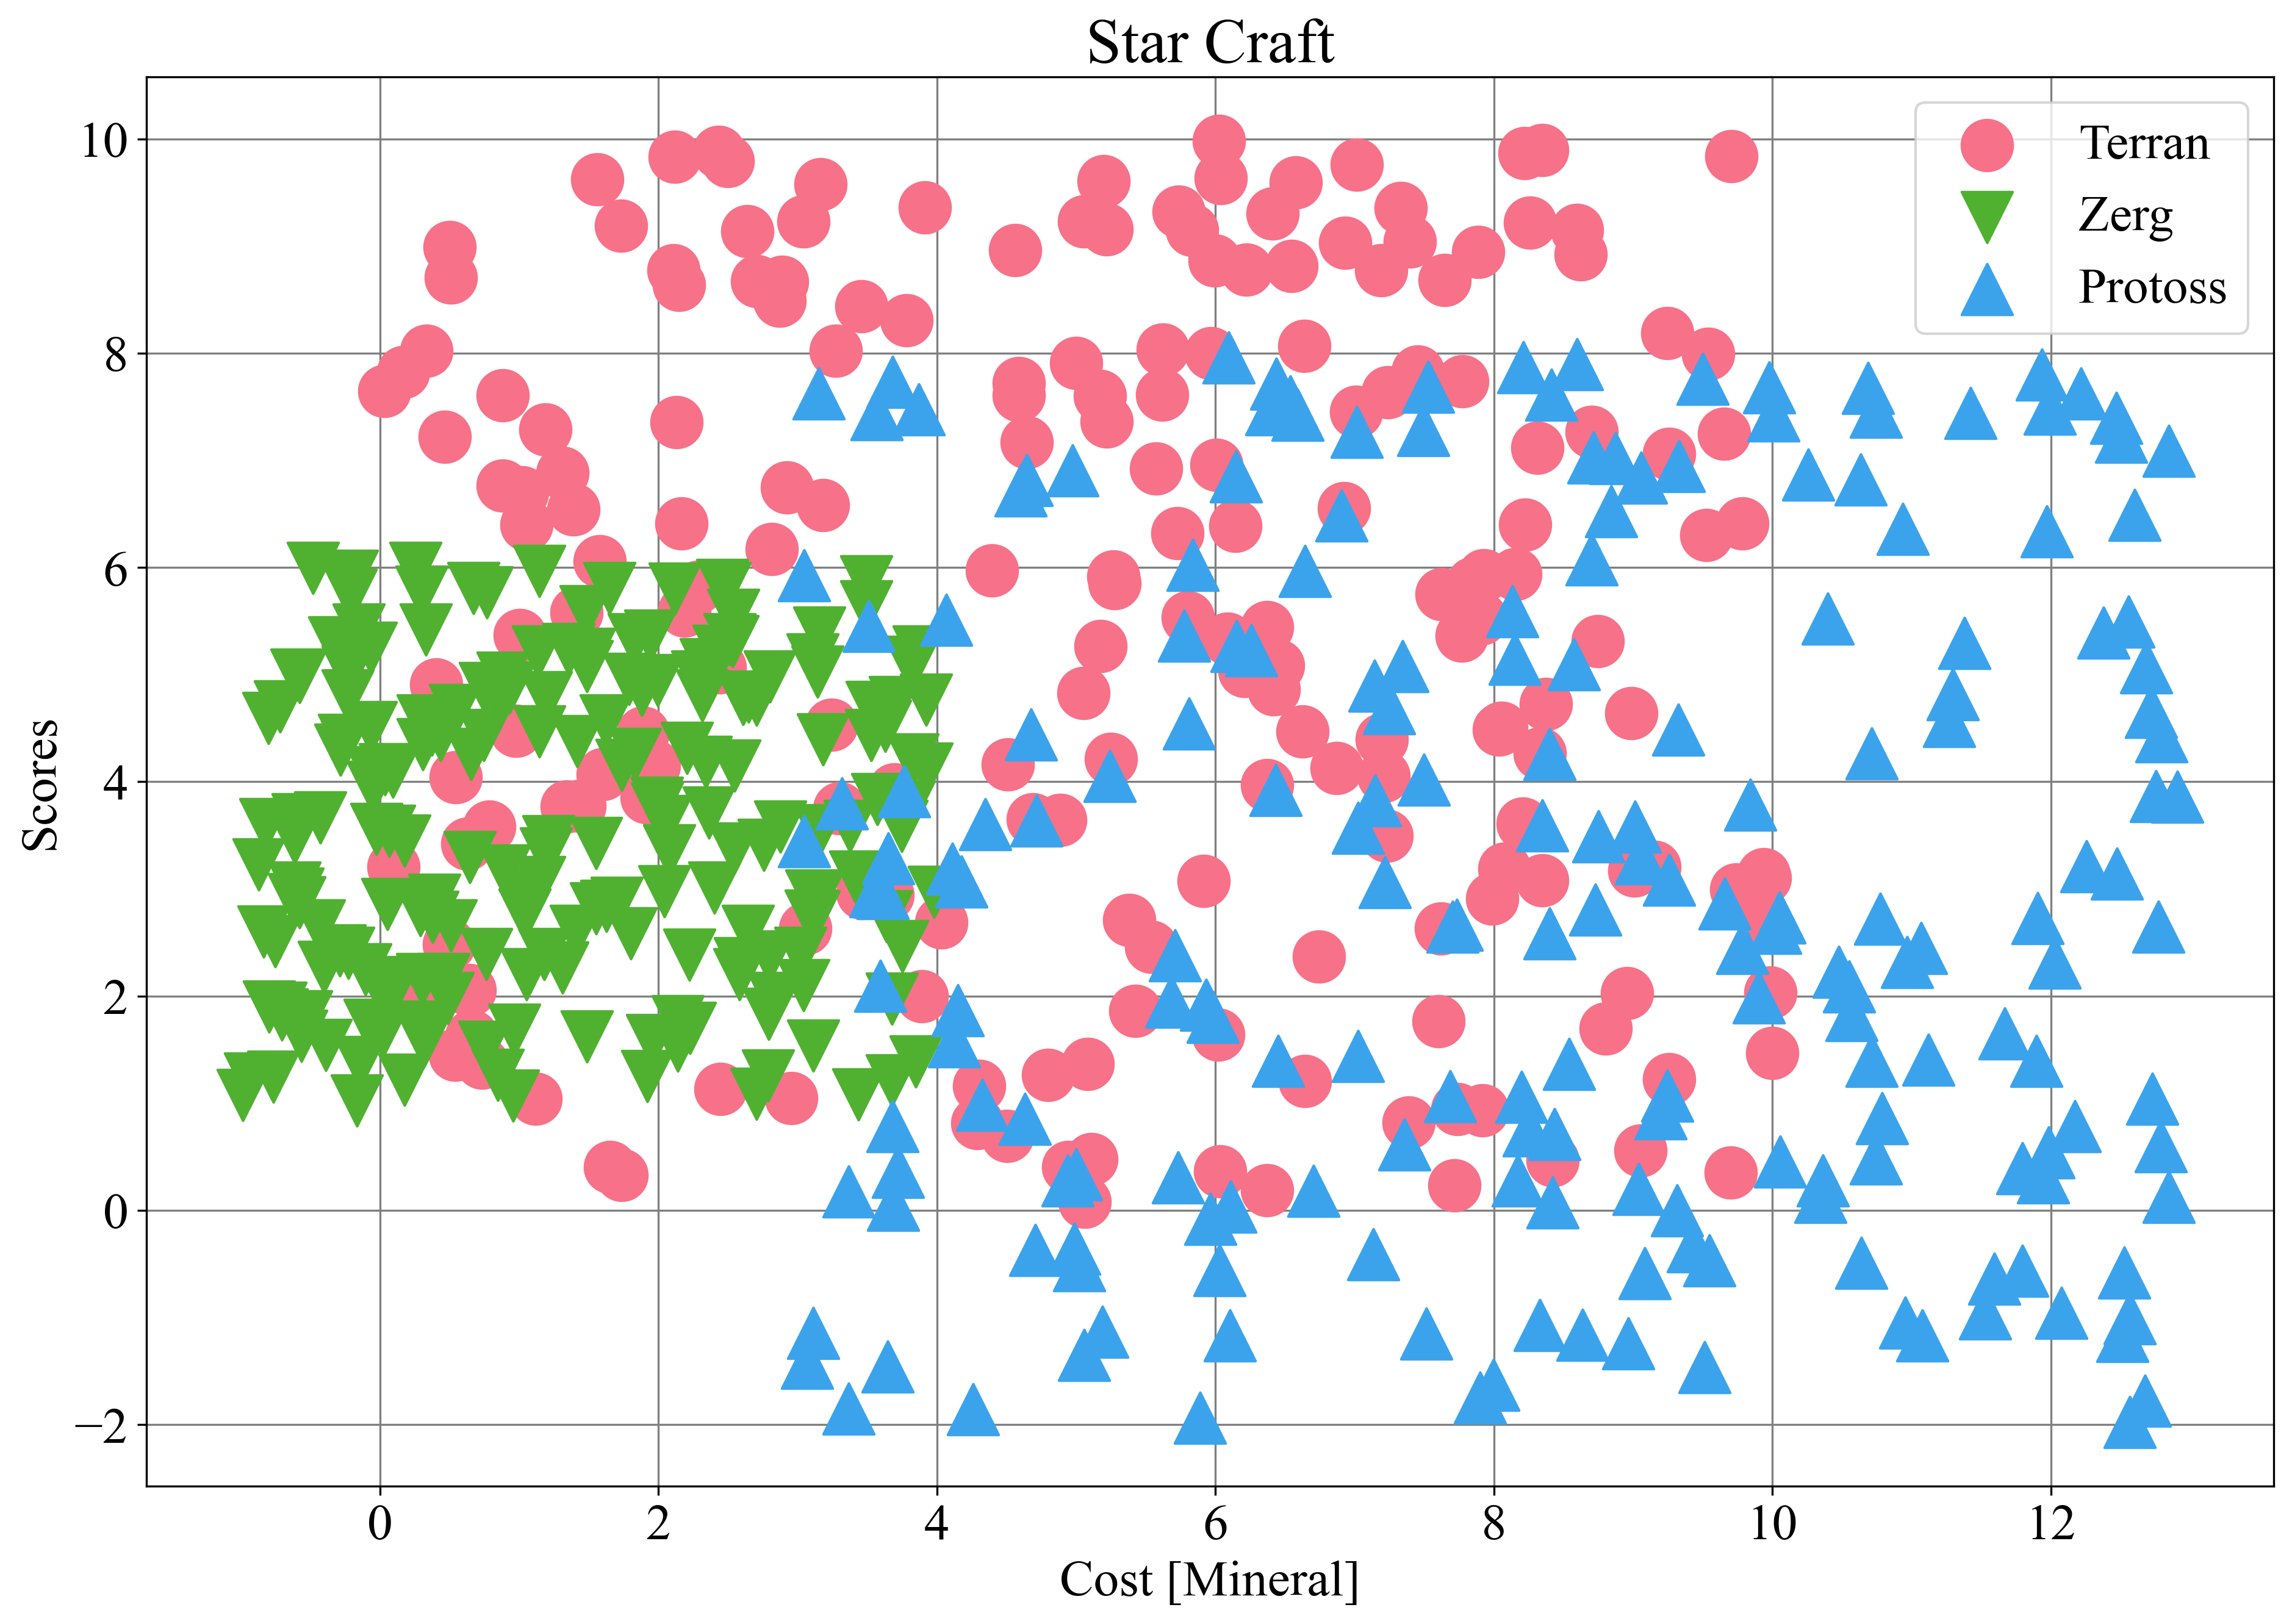 Star Craft
Terran
Zerg
Protoss
10
8
6
4
2
0
−2
Scores
0 2 4 6 8 10 12
Cost [Mineral]